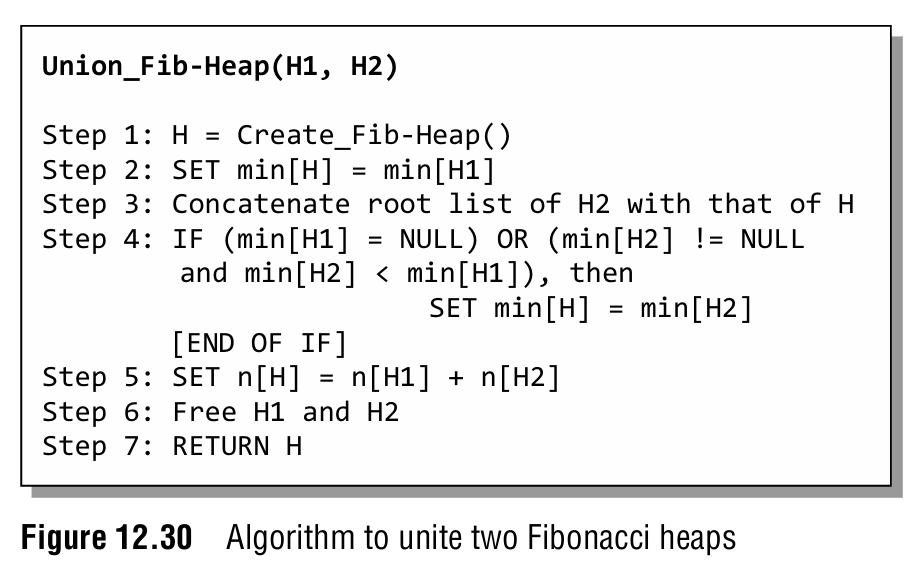 Union_Fib-Heap(H1, H2)
Step 1: H = Create_Fib-Heap()
Step 2: SET min[H] = min[H1]
Step 3: Concatenate root list of H2 with that of H
Step 4: IF (min[H1] = NULL) OR (min[H2] != NULL
and min[H2] < min[H1]), then
SET min[H] = min[H2]
[END OF IF]
Step 5: SET n[H] = n[H1] + n[H2]
Step 6: Free H1 and H2
Step 7: RETURN H
Figure 12.30 Algorithm to unite two Fibonacci heaps